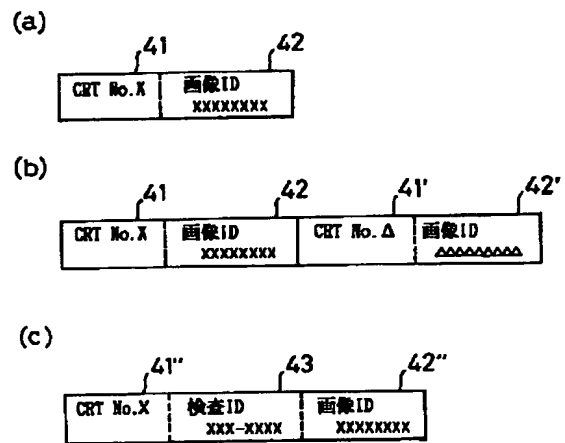 (a)
41 42
CRT No.X 画像ID
XXXXXXXX
(b)
41 42 41' 42'
CRT No.X 画像ID CRT No.Δ 画像ID
XXXXXXXX ΔΔΔΔΔΔΔΔΔ
(c)
41" 43 42"
CRT No.X 検査ID 画像ID
XXX-XXXX XXXXXXXX